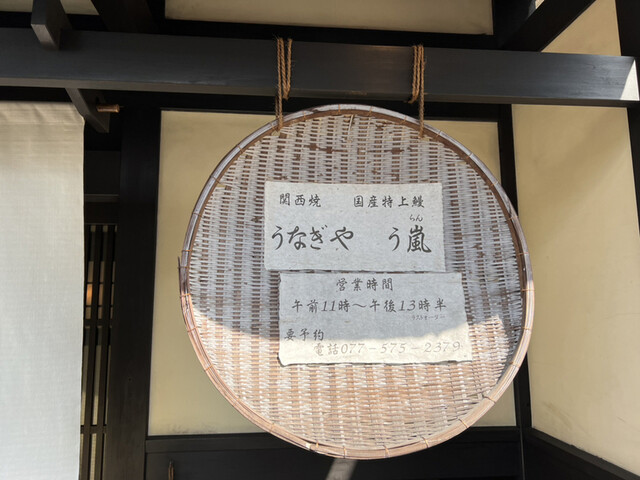 関西焼　国産特上鰻
らん
うなぎや　う嵐
営業時間
午前11時～午後13時半
要予約
電話077-575-2379